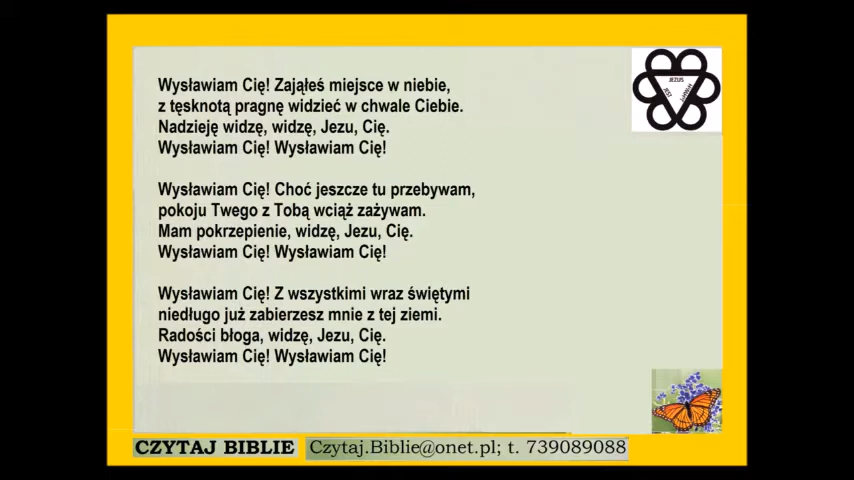 Wysławiam Cię! Zająłeś miejsce w niebie,
z tęsknotą pragnę widzieć w chwale Ciebie.
Nadzieję widzę, widzę, Jezu, Cię.
Wysławiam Cię! Wysławiam Cię!
Wysławiam Cię! Choć jeszcze tu przebywam,
pokoju Twego z Tobą wciąż zażywam.
Mam pokrzepienie, widzę, Jezu, Cię.
Wysławiam Cię! Wysławiam Cię!
Wysławiam Cię! Z wszystkimi wraz świętymi
niedługo już zabierzesz mnie z tej ziemi.
Radości błoga, widzę, Jezu, Cię.
Wysławiam Cię! Wysławiam Cię!
JEZUS
JEST
CZYTAJ BIBLIE
Czytaj.Biblie@onet.pl; t. 739089088